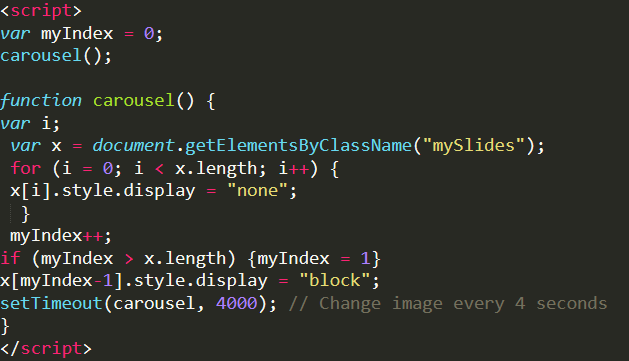 <script>
var myIndex = 0;
carousel();

function carousel() {
var i;
 var x = document.getElementsByClassName("mySlides");
 for (i = 0; i < x.length; i++) {
 x[i].style.display = "none";
  }
 myIndex++;
if (myIndex > x.length) {myIndex = 1}
x[myIndex-1].style.display = "block";
setTimeout(carousel, 4000); // Change image every 4 seconds
}
</script>